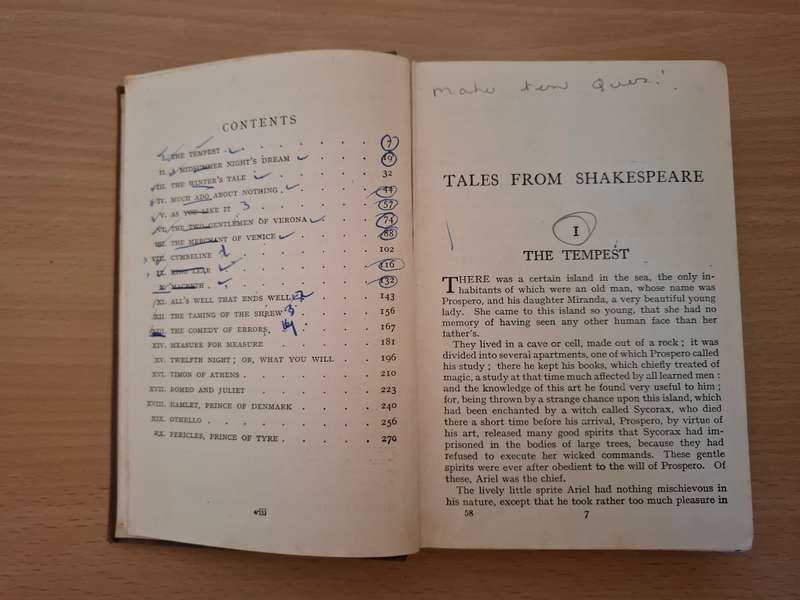 CONTENTS
I. THE TEMPEST . . . . . . 7
II. A MIDSUMMER NIGHT'S DREAM . . . . 19
III. THE WINTER'S TALE . . . . . 32
IV. MUCH ADO ABOUT NOTHING . . . . 44
V. AS YOU LIKE IT 3 . . . . . 57
VI. THE TWO GENTLEMEN OF VERONA . . . 74
VII. THE MERCHANT OF VENICE . . . . 88
3 VIII. CYMBELINE 1 . . . . . 102
IX. KING LEAR . . . . . 116
X. MACBETH . . . . . . 132
XI. ALL'S WELL THAT ENDS WELL 2 . . . 143
XII. THE TAMING OF THE SHREW 3 . . . 156
XIII. THE COMEDY OF ERRORS . . . . 167
XIV. MEASURE FOR MEASURE . . . . 181
XV. TWELFTH NIGHT ; OR, WHAT YOU WILL . . 196
XVI. TIMON OF ATHENS . . . . . 210
XVII. ROMEO AND JULIET . . . . 223
XVIII. HAMLET, PRINCE OF DENMARK . . . 240
XIX. OTHELLO . . . . . . 256
XX. PERICLES, PRINCE OF TYRE . . . . 270
viii
Make ten Ques!
TALES FROM SHAKESPEARE
I
THE TEMPEST
THERE was a certain island in the sea, the only in-
habitants of which were an old man, whose name was
Prospero, and his daughter Miranda, a very beautiful young
lady. She came to this island so young, that she had no
memory of having seen any other human face than her
father's.
They lived in a cave or cell, made out of a rock ; it was
divided into several apartments, one of which Prospero called
his study ; there he kept his books, which chiefly treated of
magic, a study at that time much affected by all learned men :
and the knowledge of this art he found very useful to him ;
for, being thrown by a strange chance upon this island, which
had been enchanted by a witch called Sycorax, who died
there a short time before his arrival, Prospero, by virtue of
his art, released many good spirits that Sycorax had im-
prisoned in the bodies of large trees, because they had
refused to execute her wicked commands. These gentle
spirits were ever after obedient to the will of Prospero. Of
these, Ariel was the chief.
The lively little sprite Ariel had nothing mischievous in
his nature, except that he took rather too much pleasure in
58 7